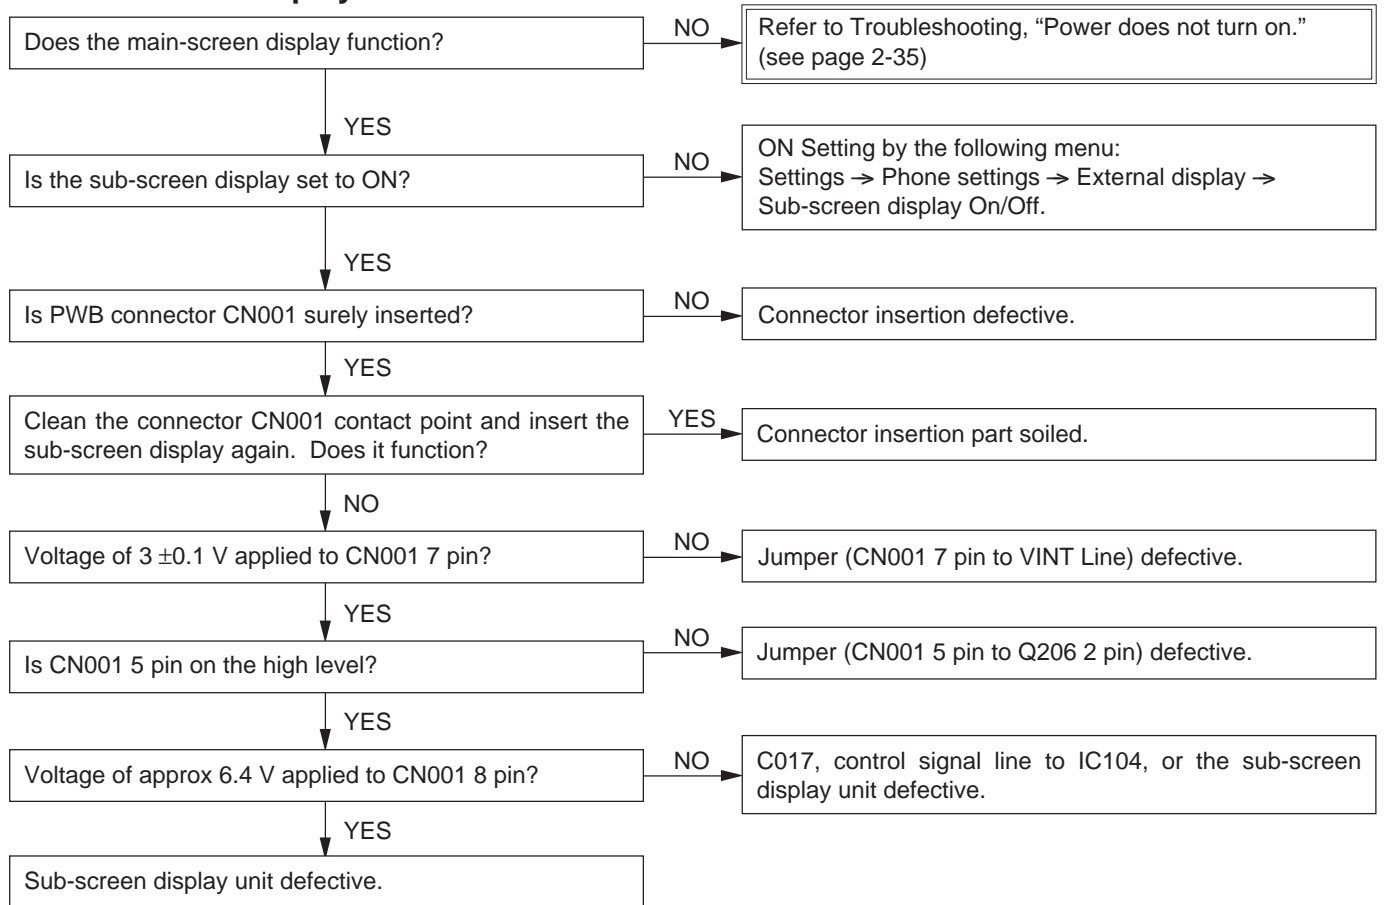 Does the main-screen display function?
NO
Refer to Troubleshooting, “Power does not turn on.”
(see page 2-35)
YES
Is the sub-screen display set to ON?
NO
ON Setting by the following menu:
Settings → Phone settings → External display →
Sub-screen display On/Off.
YES
Is PWB connector CN001 surely inserted?
NO
Connector insertion defective.
YES
Clean the connector CN001 contact point and insert the
sub-screen display again. Does it function?
YES
Connector insertion part soiled.
NO
Voltage of 3 ±0.1 V applied to CN001 7 pin?
NO
Jumper (CN001 7 pin to VINT Line) defective.
YES
Is CN001 5 pin on the high level?
NO
Jumper (CN001 5 pin to Q206 2 pin) defective.
YES
Voltage of approx 6.4 V applied to CN001 8 pin?
NO
C017, control signal line to IC104, or the sub-screen
display unit defective.
YES
Sub-screen display unit defective.